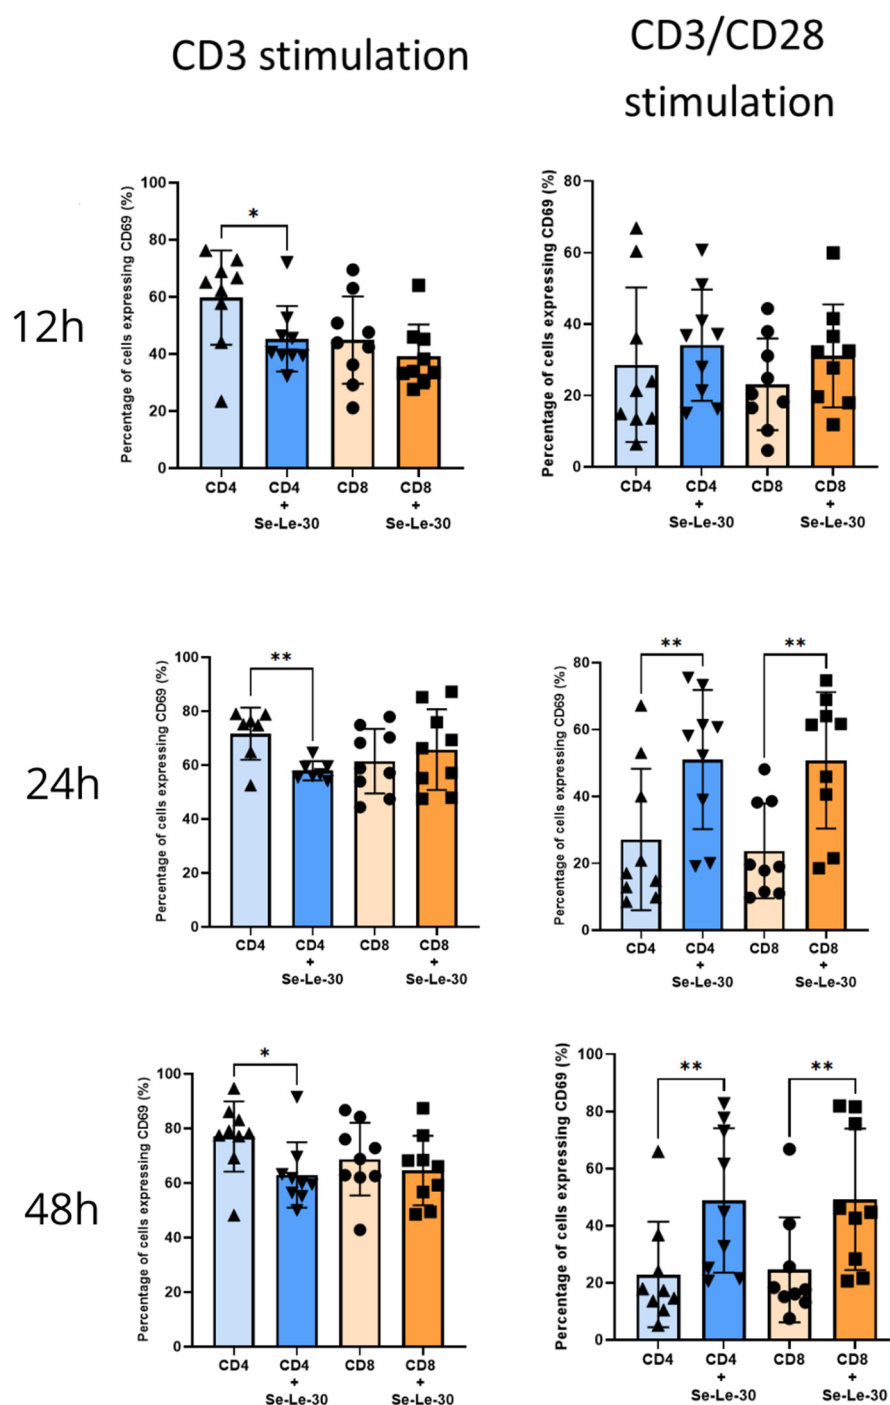 CD3 stimulation
CD3/CD28
stimulation
12h
Percentage of cells expressing CD69 (%)
100
80
60
40
20
0
*
CD4
CD4
+
Se-Le-30
CD8
CD8
+
Se-Le-30
Percentage of cells expressing CD69 (%)
80
60
40
20
0
CD4
CD4
+
Se-Le-30
CD8
CD8
+
Se-Le-30
24h
Percentage of cells expressing CD69 (%)
100
80
60
40
20
0
**
CD4
CD4
+
Se-Le-30
CD8
CD8
+
Se-Le-30
Percentage of cells expressing CD69 (%)
80
60
40
20
0
**
**
CD4
CD4
+
Se-Le-30
CD8
CD8
+
Se-Le-30
48h
Percentage of cells expressing CD69 (%)
100
80
60
40
20
0
*
CD4
CD4
+
Se-Le-30
CD8
CD8
+
Se-Le-30
Percentage of cells expressing CD69 (%)
100
80
60
40
20
0
**
**
CD4
CD4
+
Se-Le-30
CD8
CD8
+
Se-Le-30